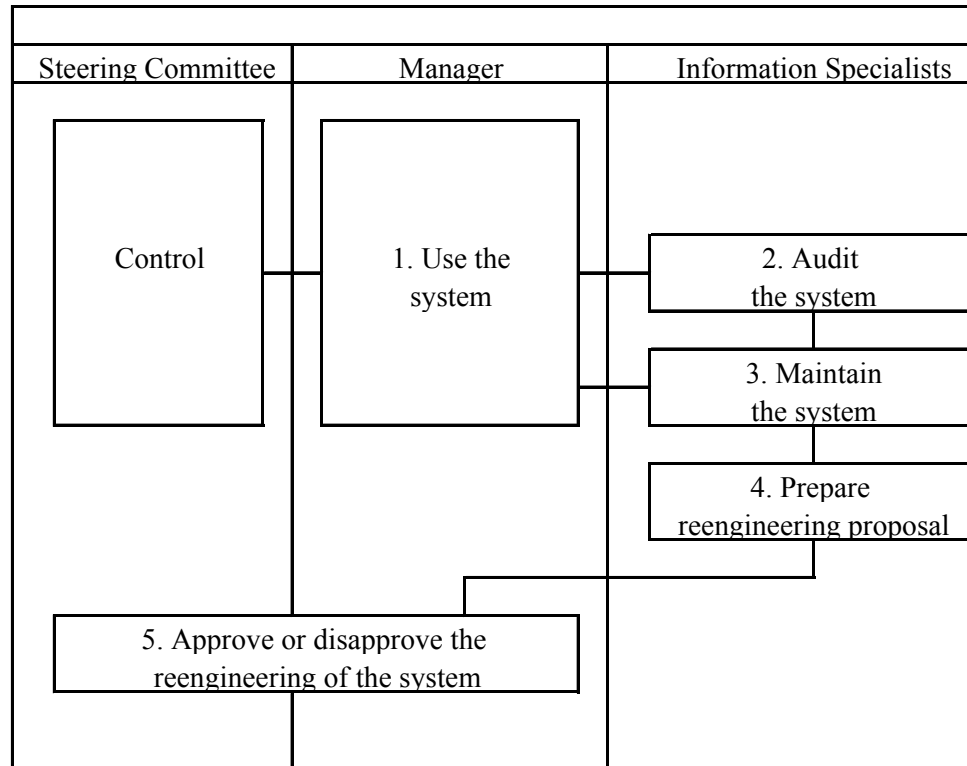 Steering Committee
Manager
Information Specialists
Control
1. Use the
system
2. Audit
the system
3. Maintain
the system
4. Prepare
reengineering proposal
5. Approve or disapprove the
reengineering of the system